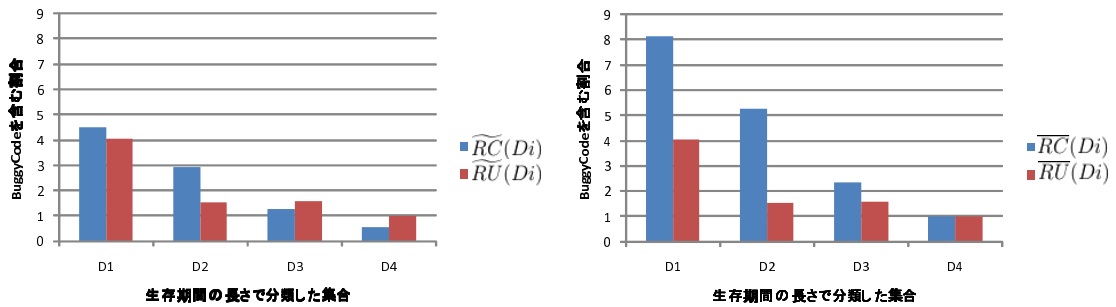 9
8
7
6
5
4
3
2
1
0
BuggyCodeを含む割合
D1 D2 D3 D4
生存期間の長さで分類した集合
R͠C(Di)
R͠U(Di)
9
8
7
6
5
4
3
2
1
0
BuggyCodeを含む割合
D1 D2 D3 D4
生存期間の長さで分類した集合
R̅C̅(Di)
R̅U̅(Di)